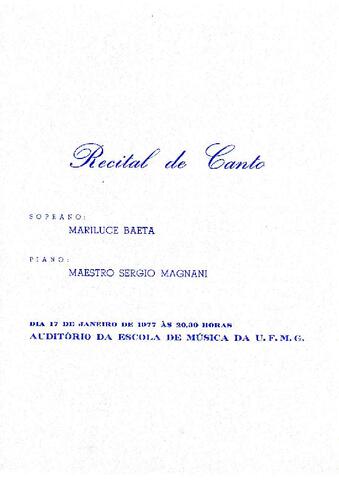 Recital de Canto
SOPRANO:
MARILUCE BAETA
PIANO:
MAESTRO SERGIO MAGNANI
DIA 17 DE JANEIRO DE 1977 ÀS 20,30 HORAS
AUDITÓRIO DA ESCOLA DE MÚSICA DA U. F. M. G.